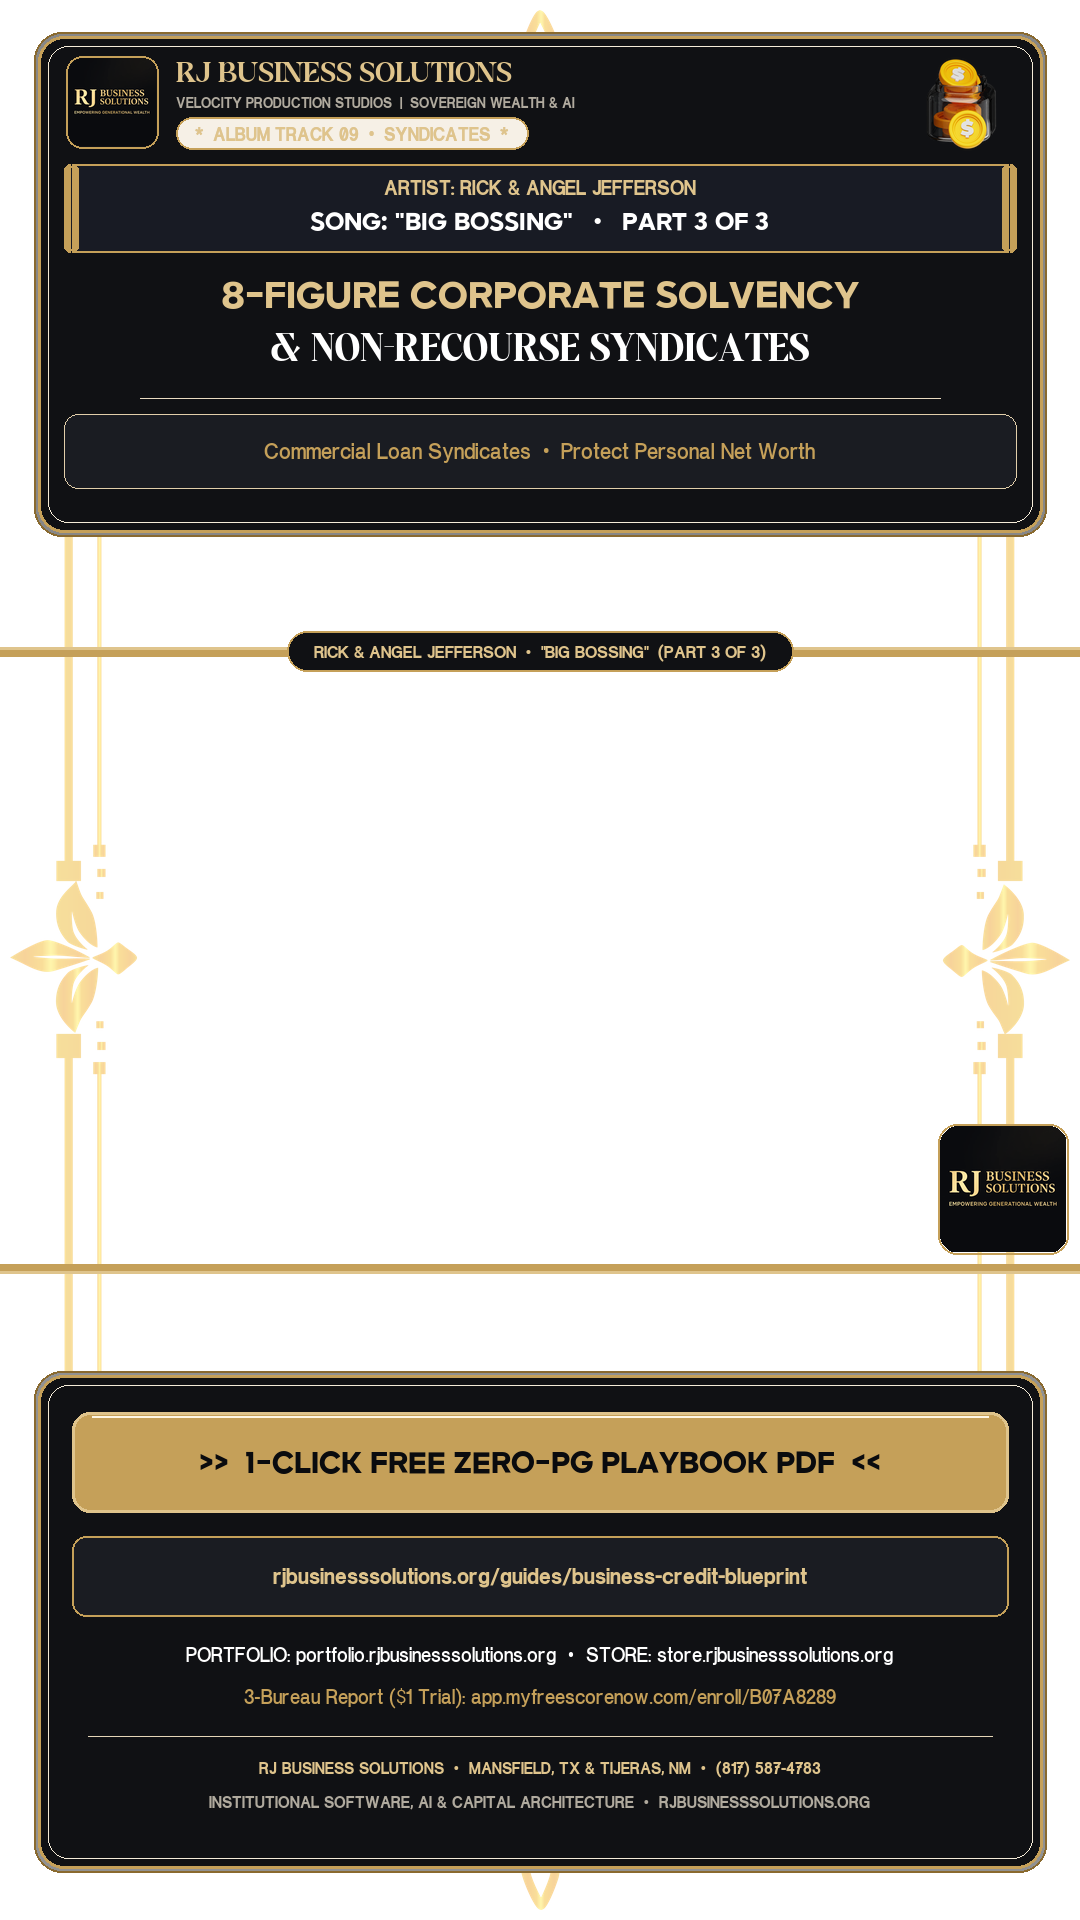 RJ BUSINESS SOLUTIONS
EMPOWERING GENERATIONAL WEALTH
RJ BUSINESS SOLUTIONS
VELOCITY PRODUCTION STUDIOS | SOVEREIGN WEALTH & AI
* ALBUM TRACK 09 • SYNDICATES *
ARTIST: RICK & ANGEL JEFFERSON
SONG: "BIG BOSSING" • PART 3 OF 3
8-FIGURE CORPORATE SOLVENCY
& NON-RECOURSE SYNDICATES
Commercial Loan Syndicates • Protect Personal Net Worth
RICK & ANGEL JEFFERSON • "BIG BOSSING" (PART 3 OF 3)
RJ BUSINESS SOLUTIONS
EMPOWERING GENERATIONAL WEALTH
>> 1-CLICK FREE ZERO-PG PLAYBOOK PDF <<
rjbusinesssolutions.org/guides/business-credit-blueprint
PORTFOLIO: portfolio.rjbusinesssolutions.org • STORE: store.rjbusinesssolutions.org
3-Bureau Report ($1 Trial): app.myfreescorenow.com/enroll/B07A8289
RJ BUSINESS SOLUTIONS • MANSFIELD, TX & TIJERAS, NM • (817) 587-4783
INSTITUTIONAL SOFTWARE, AI & CAPITAL ARCHITECTURE • RJBUSINESSSOLUTIONS.ORG